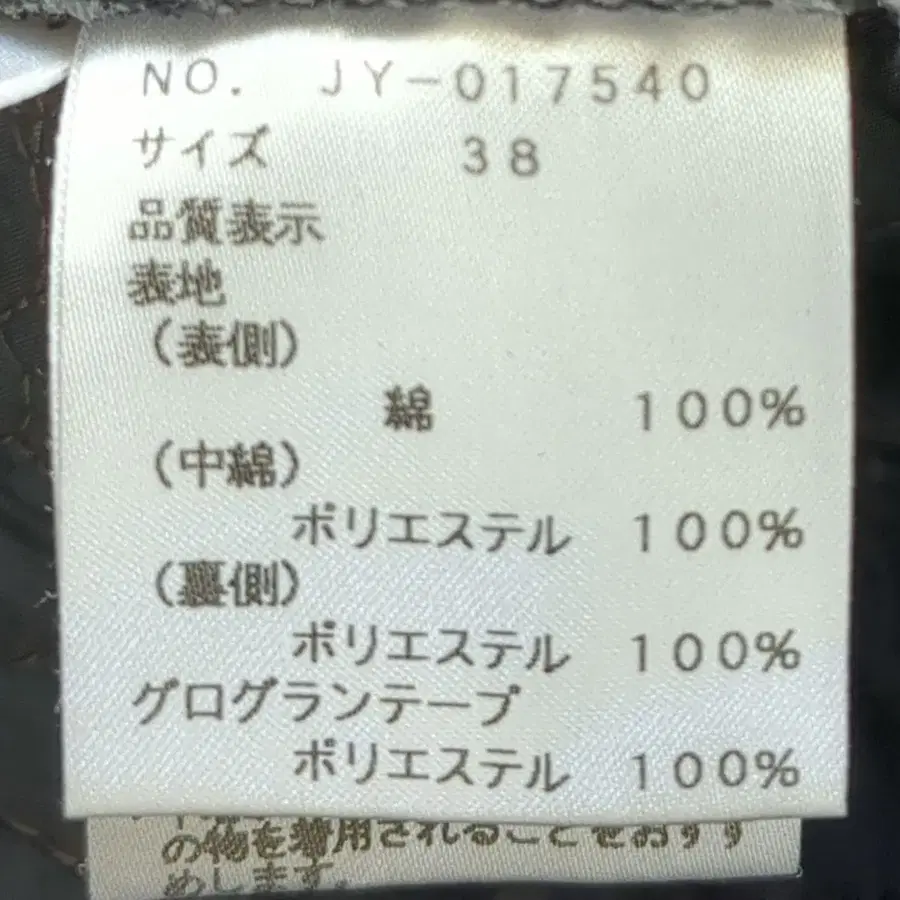 NO. JY-017540
サイズ 38
品質表示
表地
(表側)
綿 100%
(中綿)
ポリエステル 100%
(裏側)
ポリエステル 100%
グログランテープ
ポリエステル 100%
の物を着用されることをおすす
めします。